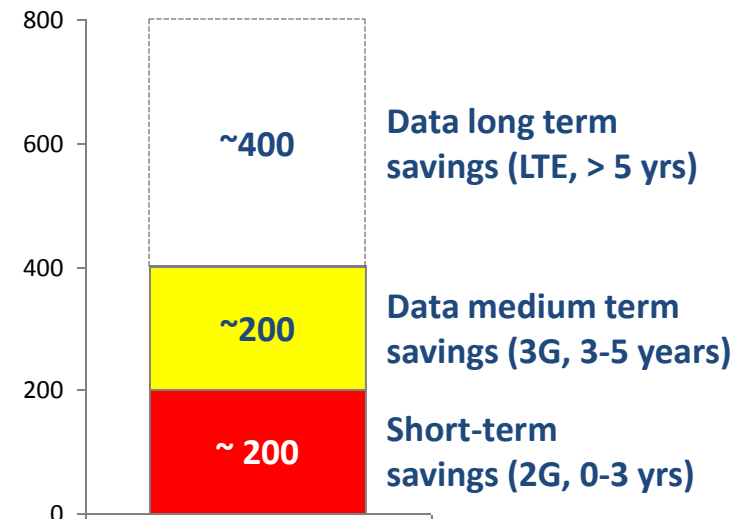 800
~400
Data long term
savings (LTE, > 5 yrs)
600
400
~200
Data medium term
savings (3G, 3-5 years)
200
~ 200
Short-term
savings (2G, 0-3 yrs)
0